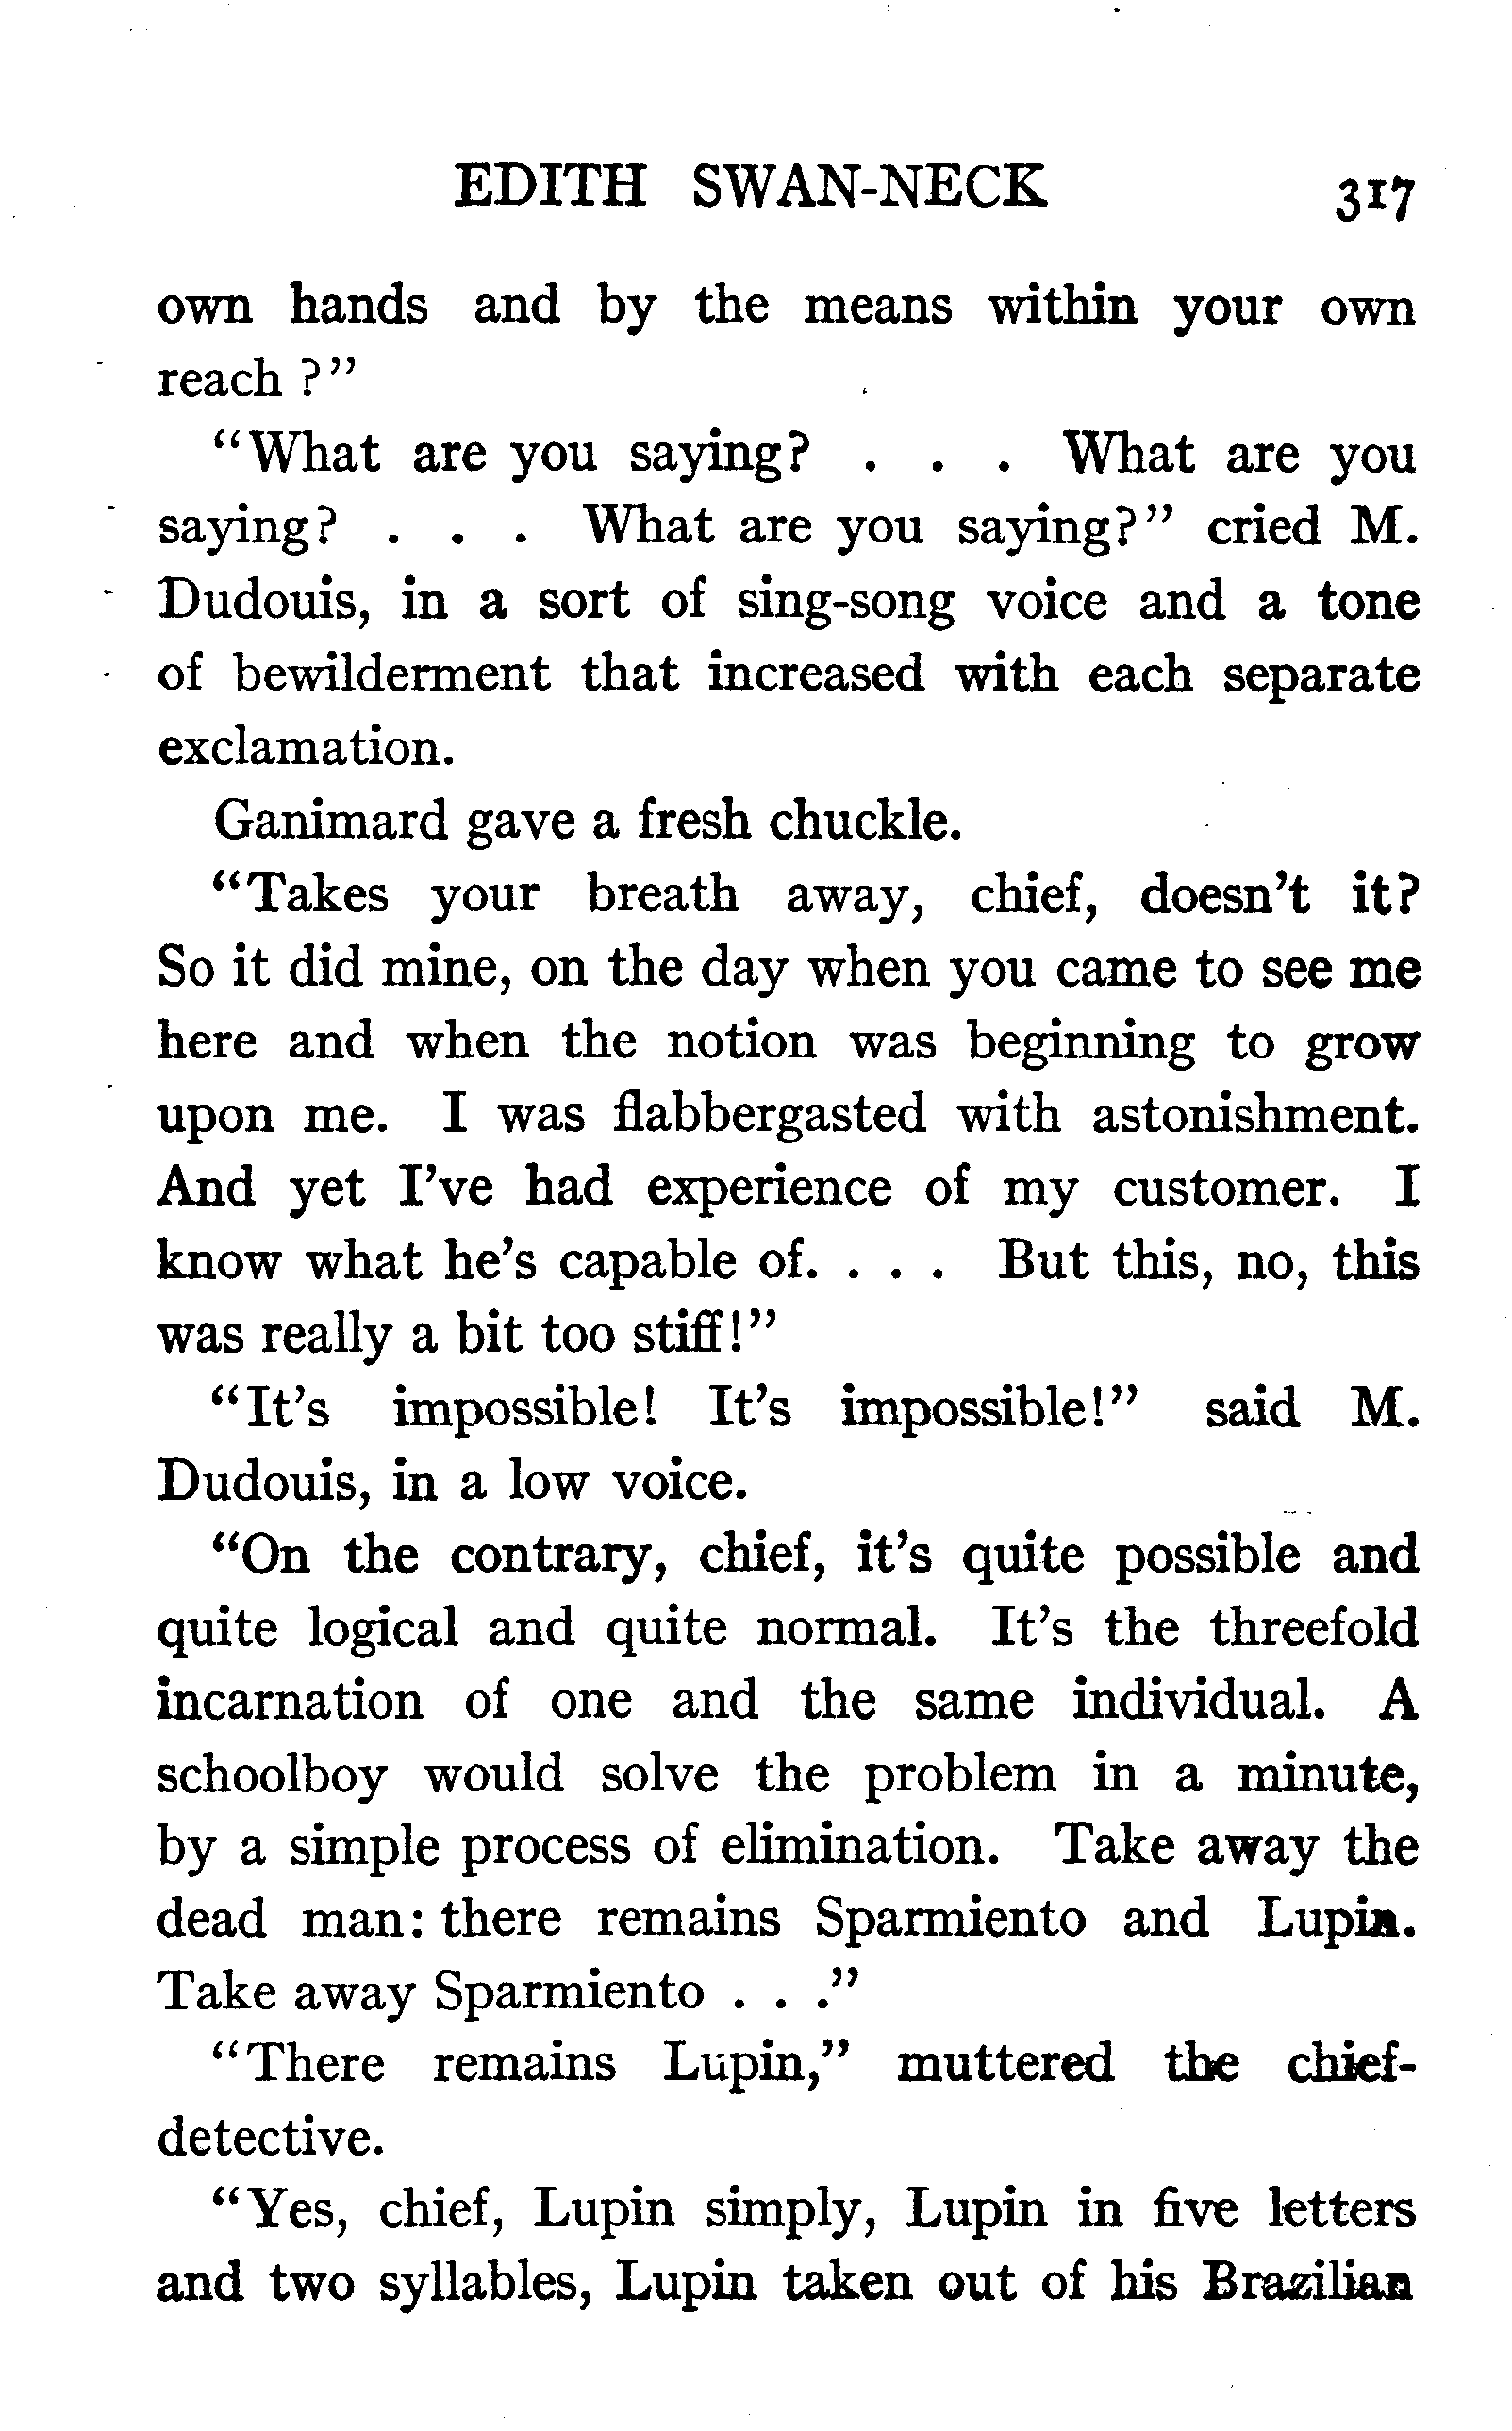 EDITH SWAN-NECK 317
own hands and by the means within your own
reach ?"
"What are you saying? . . . What are you
saying? . . . What are you saying?" cried M.
Dudouis, in a sort of sing-song voice and a tone
of bewilderment that increased with each separate
exclamation.
Ganimard gave a fresh chuckle.
"Takes your breath away, chief, doesn't it?
So it did mine, on the day when you came to see me
here and when the notion was beginning to grow
upon me. I was flabbergasted with astonishment.
And yet I've had experience of my customer. I
know what he's capable of. . . . But this, no, this
was really a bit too stiff!"
"It's impossible! It's impossible!" said M.
Dudouis, in a low voice.
"On the contrary, chief, it's quite possible and
quite logical and quite normal. It's the threefold
incarnation of one and the same individual. A
schoolboy would solve the problem in a minute,
by a simple process of elimination. Take away the
dead man: there remains Sparmiento and Lupin.
Take away Sparmiento . . ."
"There remains Lupin," muttered the chief-
detective.
"Yes, chief, Lupin simply, Lupin in five letters
and two syllables, Lupin taken out of his Brazilian